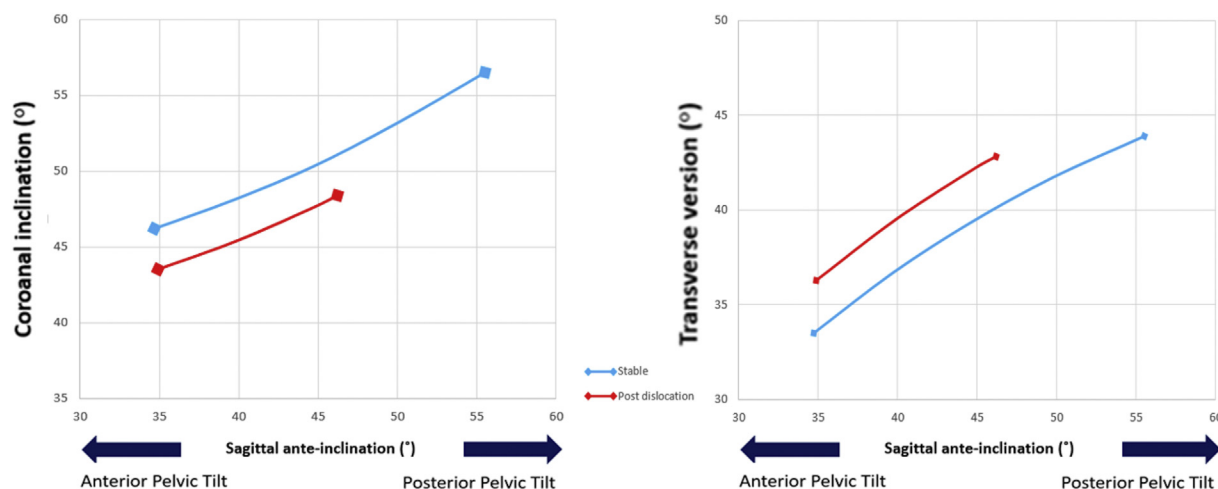 60
55
50
45
40
35
30 35 40 45 50 55 60
Coroanal inclination (°)
Sagittal ante-inclination (°)
Anterior Pelvic Tilt
Posterior Pelvic Tilt
Stable
Post dislocation
50
45
40
35
30
30 35 40 45 50 55 60
Transverse version (°)
Sagittal ante-inclination (°)
Anterior Pelvic Tilt
Posterior Pelvic Tilt